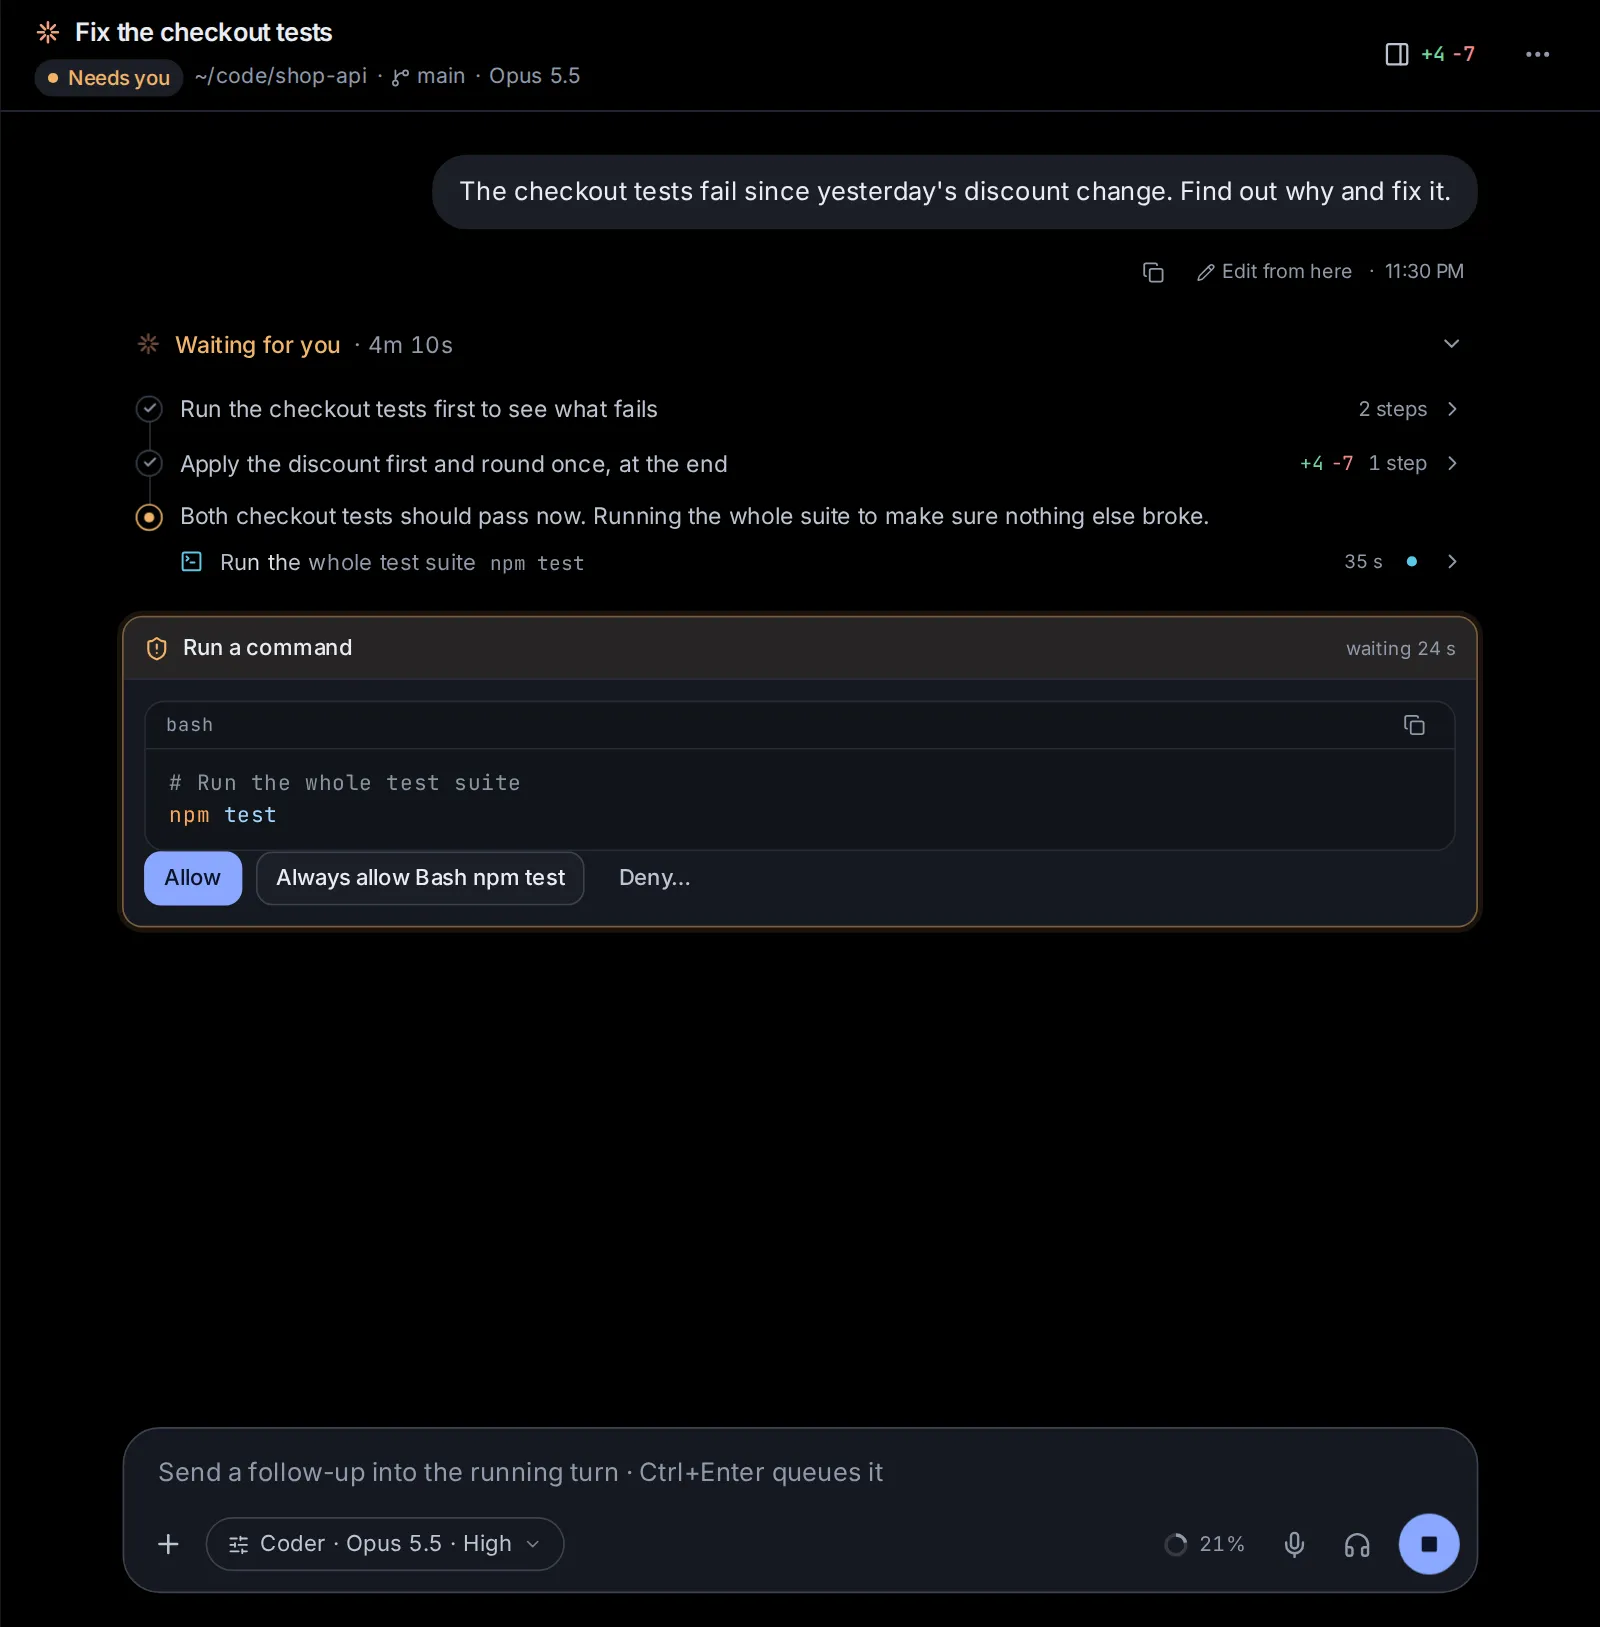 Fix the checkout tests
Needs you ~/code/shop-api · main · Opus 5.5
+4 -7
The checkout tests fail since yesterday's discount change. Find out why and fix it.
Edit from here · 11:30 PM
Waiting for you · 4m 10s
Run the checkout tests first to see what fails 2 steps
Apply the discount first and round once, at the end +4 -7 1 step
Both checkout tests should pass now. Running the whole suite to make sure nothing else broke.
Run the whole test suite npm test 35 s
Run a command waiting 24 s
bash
# Run the whole test suite
npm test
Allow Always allow Bash npm test Deny...
Send a follow-up into the running turn · Ctrl+Enter queues it
Coder · Opus 5.5 · High 21%